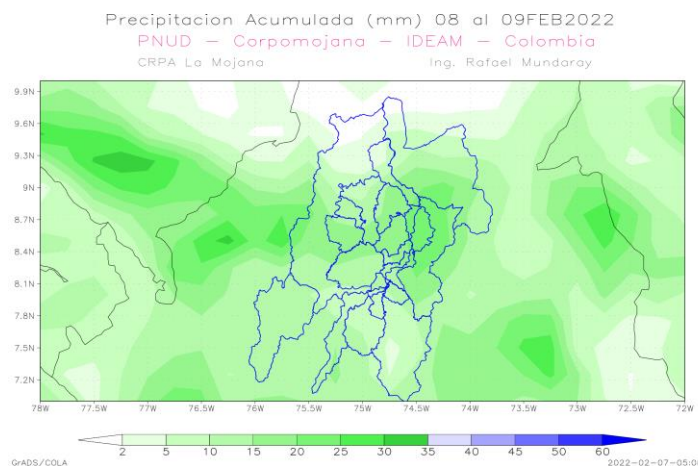 Precipitacion Acumulada (mm) 08 al 09FEB2022
PNUD – Corpomojana – IDEAM – Colombia
CRPA La Mojana Ing. Rafael Mundaray
9.9N
9.6N
9.3N
9N
8.7N
8.4N
8.1N
7.8N
7.5N
7.2N
78W 77.5W 77W 76.5W 76W 75.5W 75W 74.5W 74W 73.5W 73W 72.5W 72W
2 5 10 15 20 25 30 35 40 45 50 60
GrADS/COLA 2022-02-07-05:0